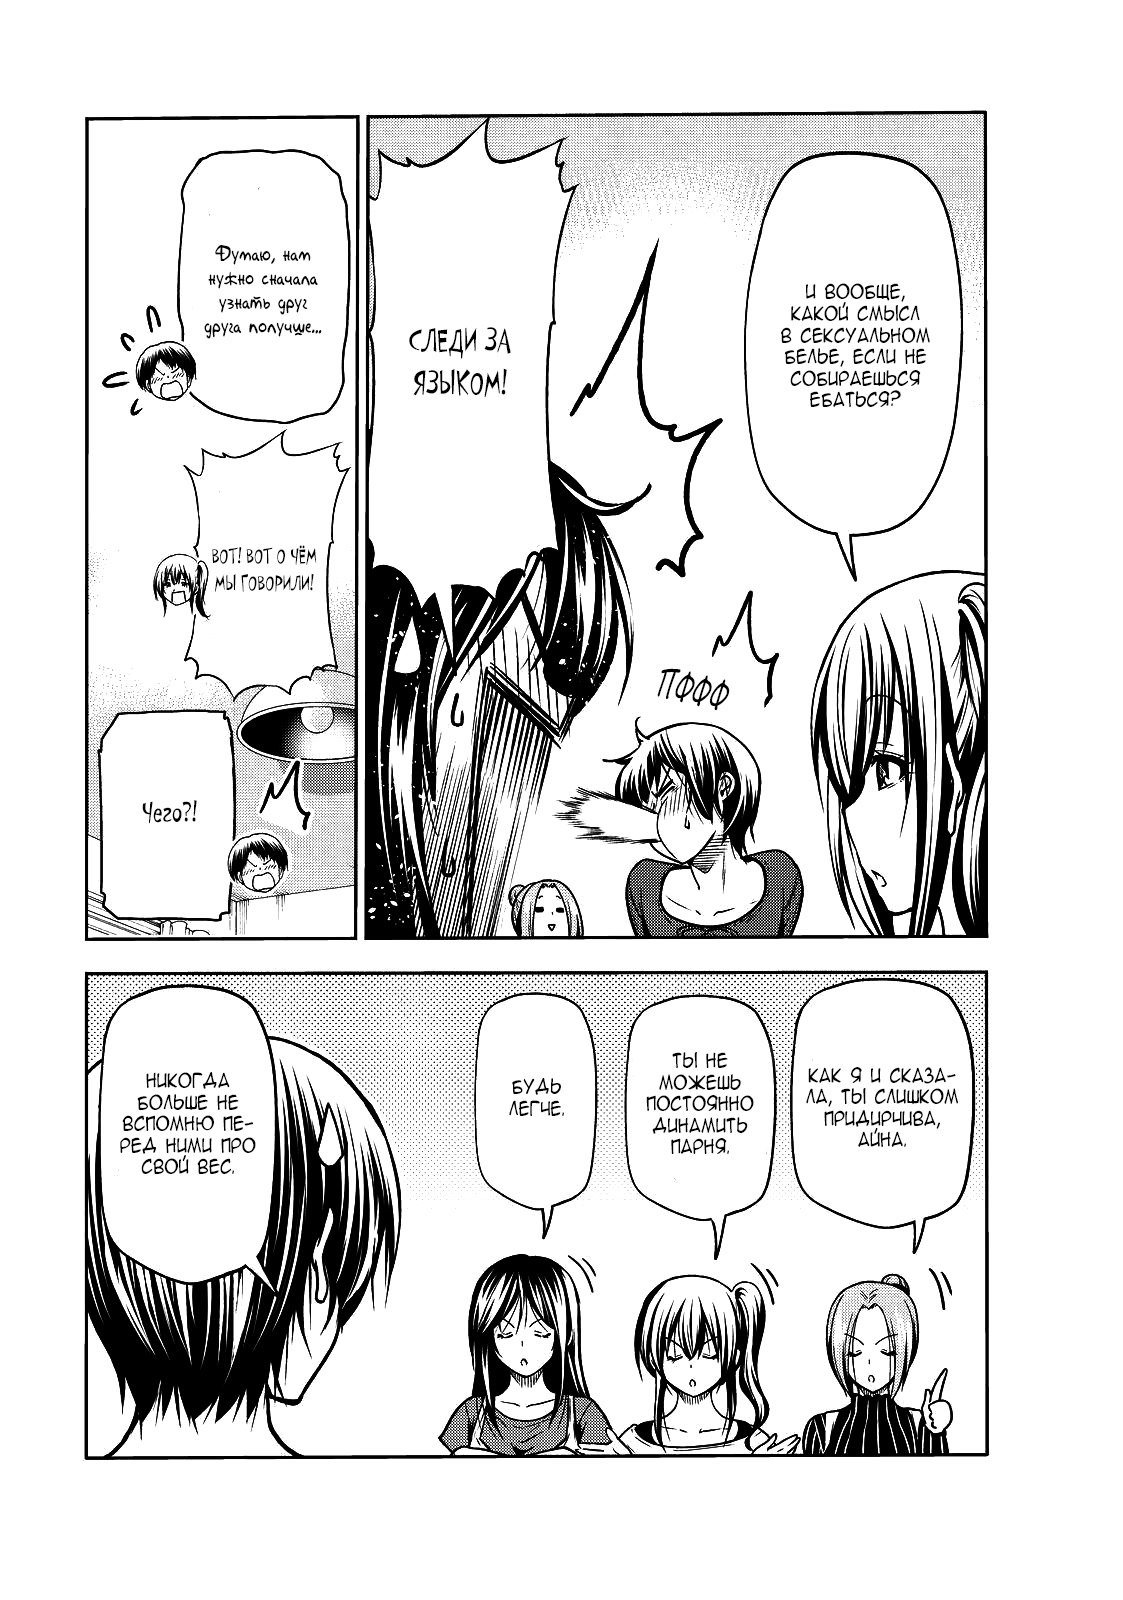 И ВООБЩЕ,
КАКОЙ СМЫСЛ
В СЕКСУАЛЬНОМ
БЕЛЬЕ, ЕСЛИ НЕ
СОБИРАЕШЬСЯ
ЕБАТЬСЯ?
ПФФФ
СЛЕДИ ЗА
ЯЗЫКОМ!
Думаю, нам
нужно сначала
узнать друг
друга получше...
ВОТ! ВОТ О ЧЁМ
МЫ ГОВОРИЛИ!
Чего?!
КАК Я И СКАЗА-
ЛА, ТЫ СЛИШКОМ
ПРИДИРЧИВА,
АЙНА.
ТЫ НЕ
МОЖЕШЬ
ПОСТОЯННО
ДИНАМИТЬ
ПАРНЯ.
БУДЬ
ЛЕГЧЕ.
НИКОГДА
БОЛЬШЕ НЕ
ВСПОМНЮ ПЕ-
РЕД НИМИ ПРО
СВОЙ ВЕС.